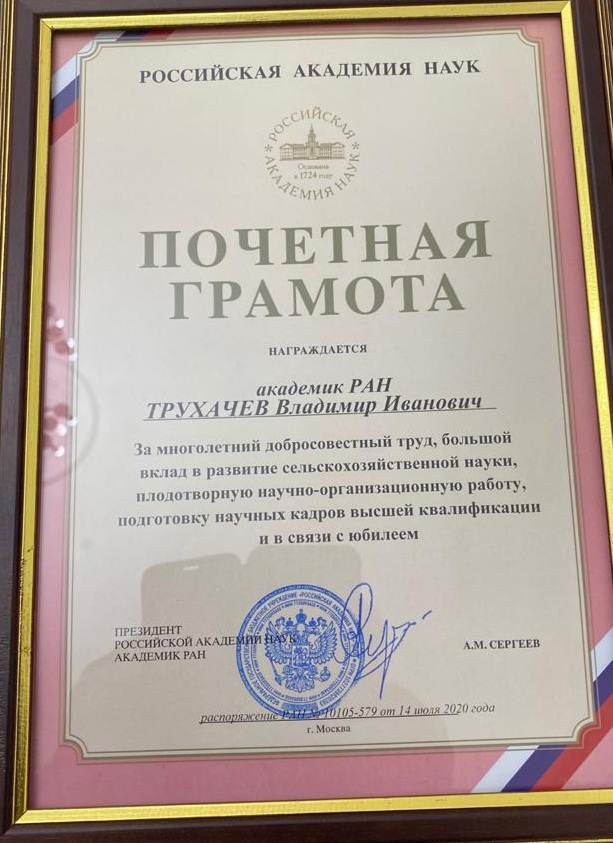 РОССИЙСКАЯ АКАДЕМИЯ НАУК
РОССИЙСКАЯ
АКАДЕМИЯ НАУК
Основана
в 1724 году
ПОЧЕТНАЯ
ГРАМОТА
НАГРАЖДАЕТСЯ
академик РАН
ТРУХАЧЕВ Владимир Иванович
За многолетний добросовестный труд, большой
вклад в развитие сельскохозяйственной науки,
плодотворную научно-организационную работу,
подготовку научных кадров высшей квалификации
и в связи с юбилеем
ПРЕЗИДЕНТ
РОССИЙСКОЙ АКАДЕМИИ НАУК
АКАДЕМИК РАН
А.М. СЕРГЕЕВ
распоряжение РАН № 10105-579 от 14 июля 2020 года
г. Москва